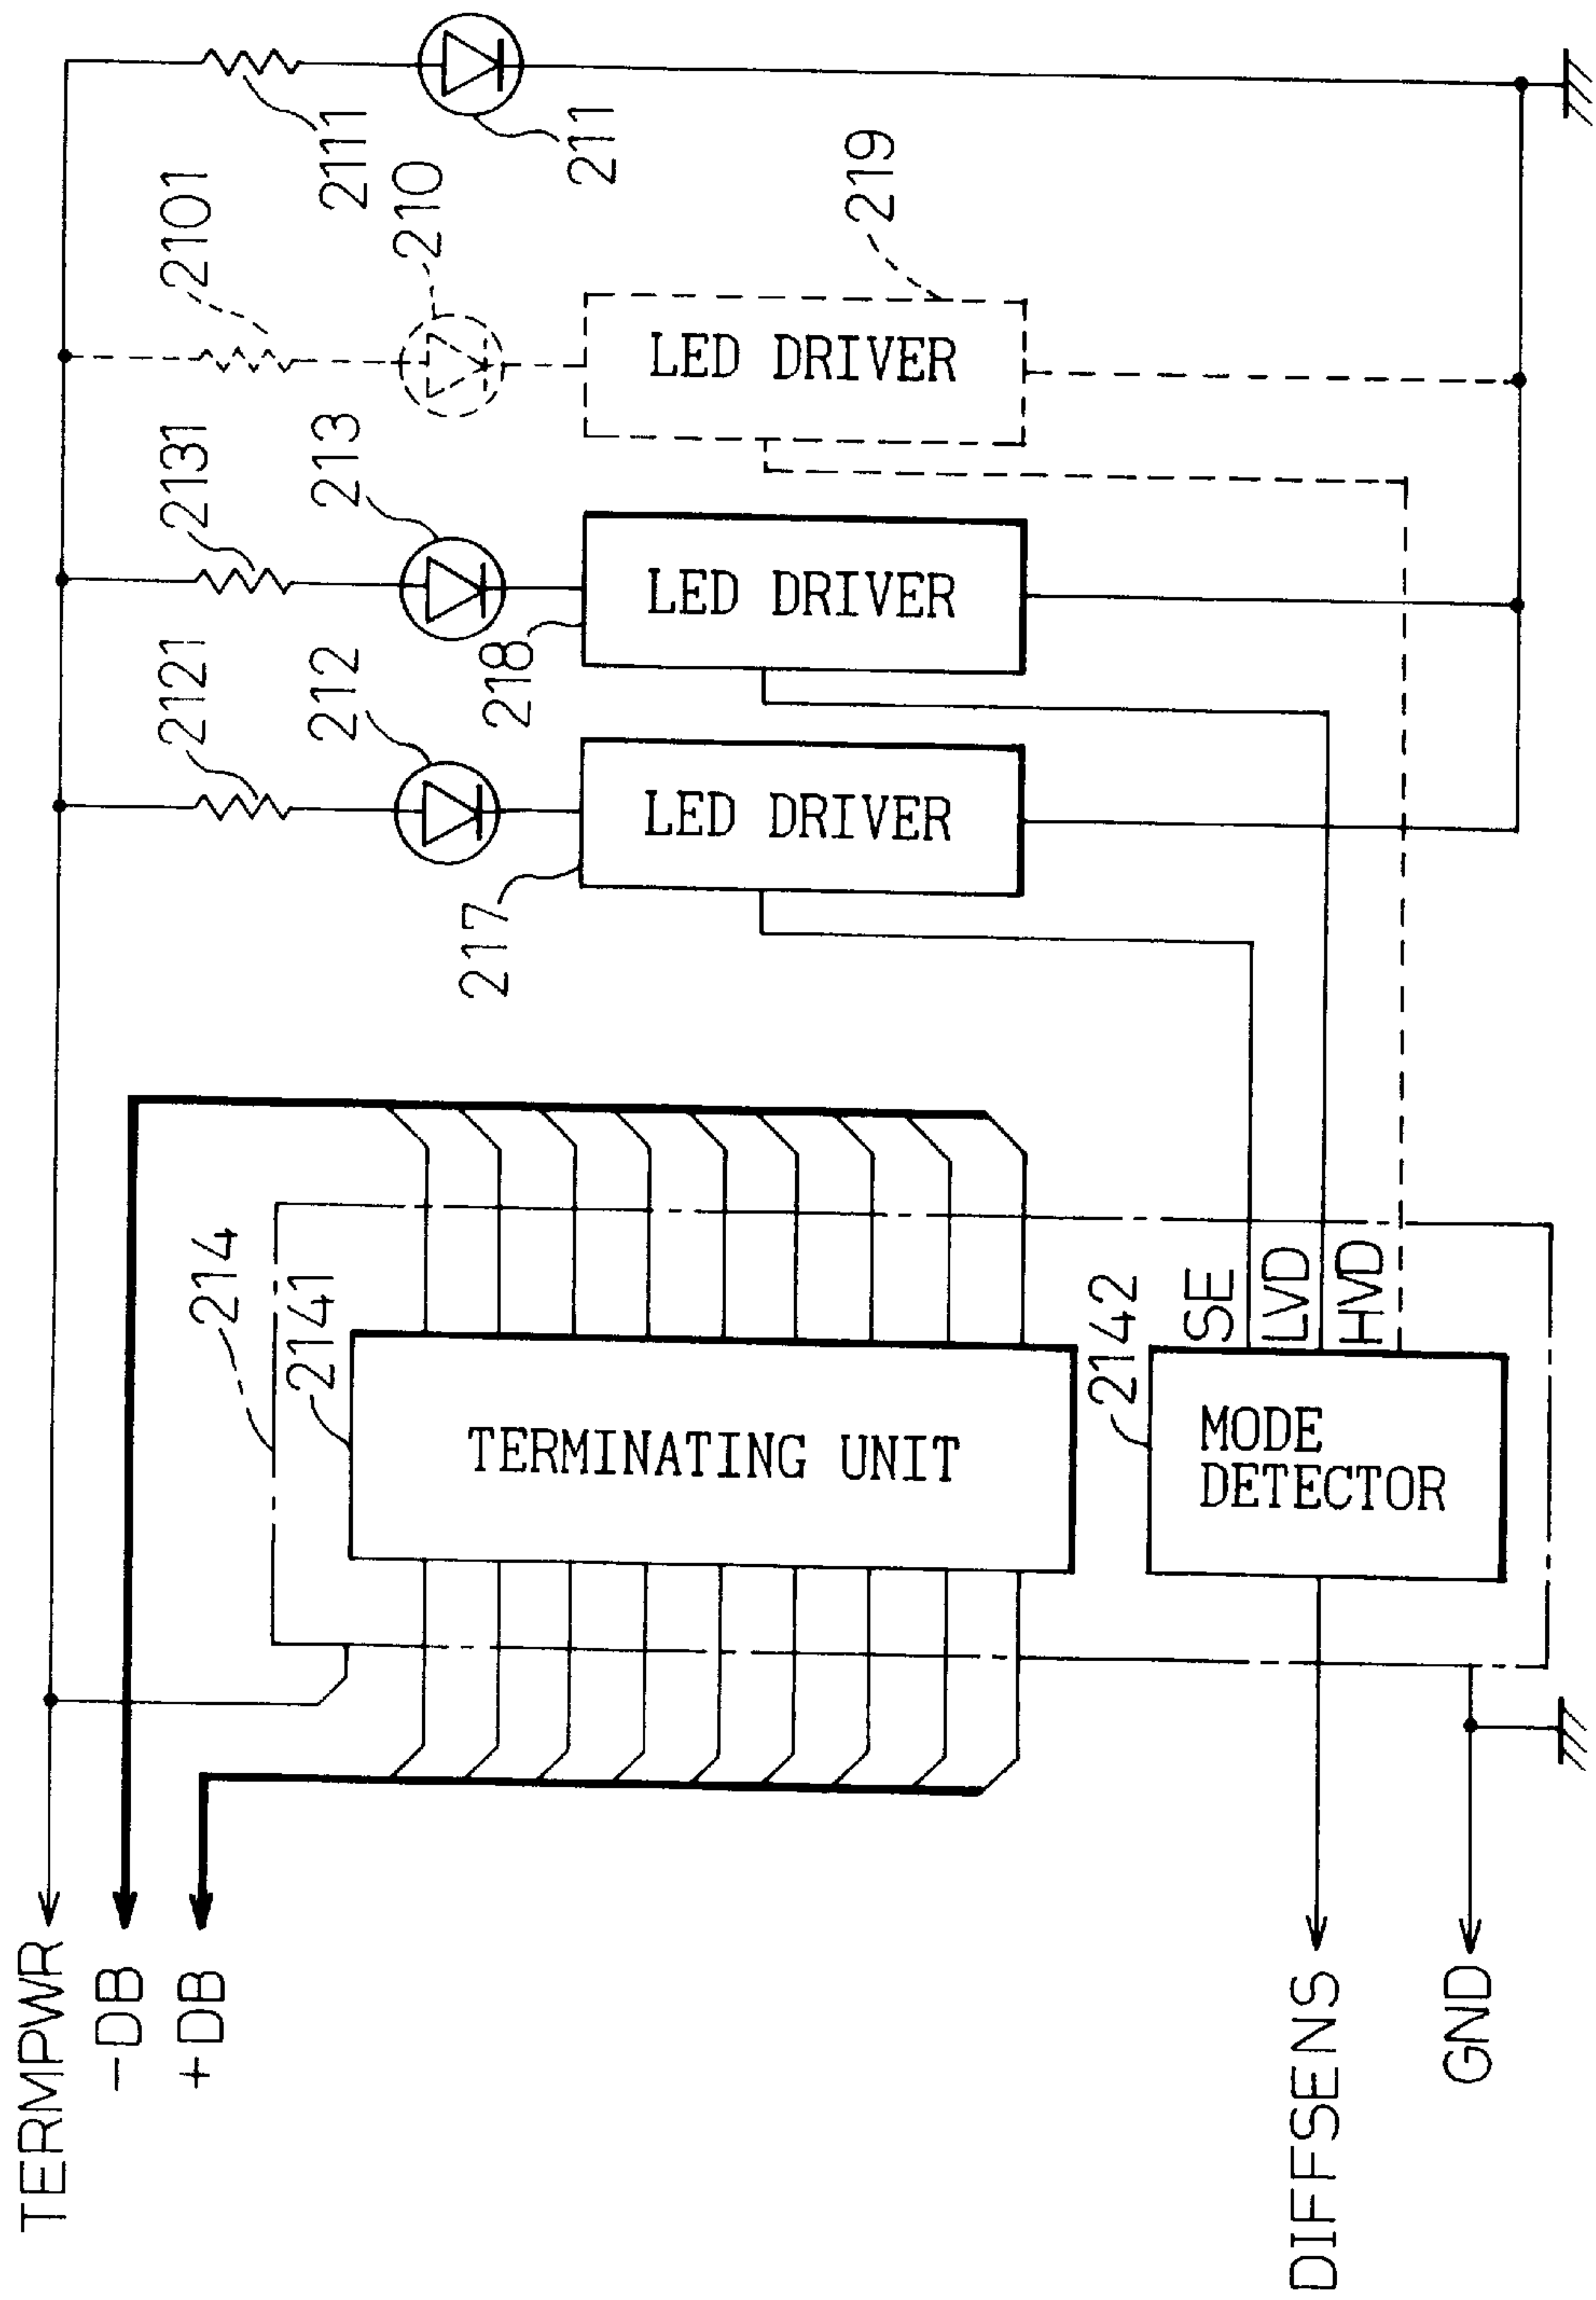 TERMPWR
-DB
+DB
DIFFSENS
GND
214
2141
TERMINATING UNIT
2142
MODE
DETECTOR
SE
LVD
HVD
2121
212
217
LED DRIVER
2131
213
218
LED DRIVER
2101
210
219
LED DRIVER
2111
211